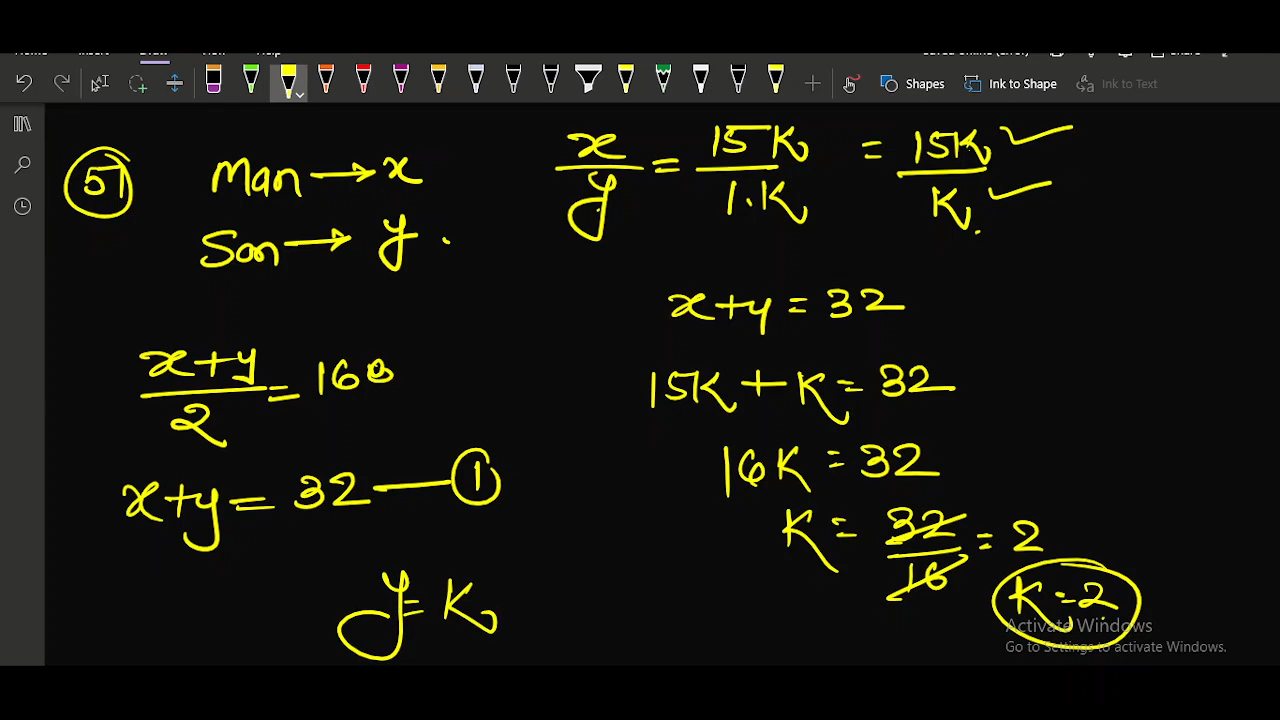 Shapes Ink to Shape Ink to Text
51 Man → x
Son → y .
x/y = 15K/1.K = 15K/K
x+y/2 = 16
x+y = 32 — 1
y = K
x+y = 32
15K + K = 32
16K = 32
K = 32/16 = 2
K = 2
Activate Windows
Go to Settings to activate Windows.